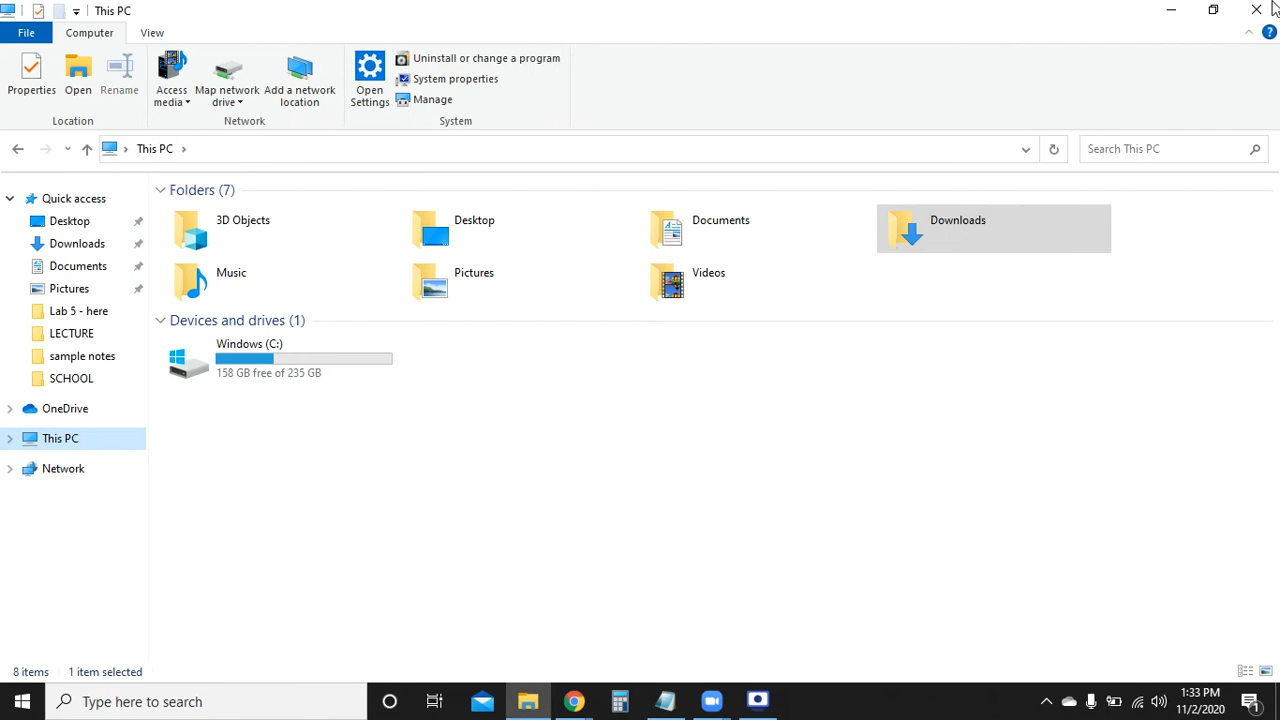 This PC
File Computer View
Properties Open Rename Access media Map network drive Add a network location Open Settings Uninstall or change a program
System properties
Manage
Location Network System
This PC Search This PC
Quick access
Desktop
Downloads
Documents
Pictures
Lab 5 - here
LECTURE
sample notes
SCHOOL
OneDrive
This PC
Network
Folders (7)
3D Objects Desktop Documents Downloads
Music Pictures Videos
Devices and drives (1)
Windows (C:)
158 GB free of 235 GB
8 items 1 item selected
Type here to search
1:33 PM
11/2/2020
1